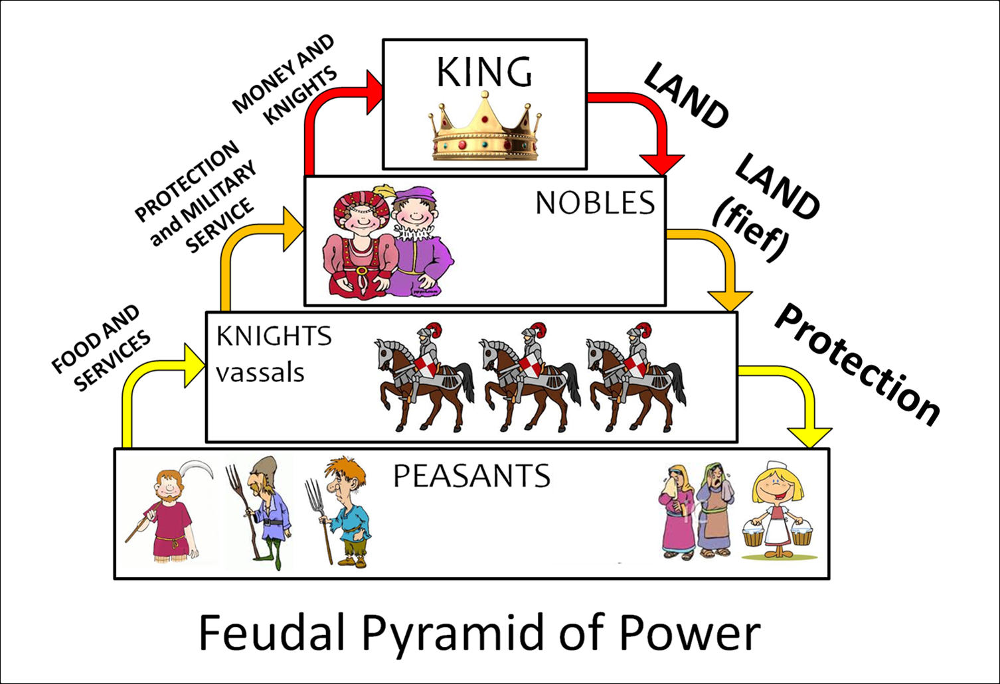 KING
MONEY AND
KNIGHTS
LAND
NOBLES
PROTECTION
and MILITARY
SERVICE
LAND
(fief)
KNIGHTS
vassals
FOOD AND
SERVICES
Protection
PEASANTS
Feudal Pyramid of Power